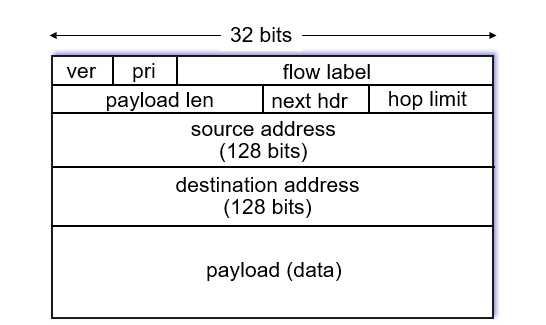 32 bits
ver pri flow label
payload len next hdr hop limit
source address
(128 bits)
destination address
(128 bits)
payload (data)